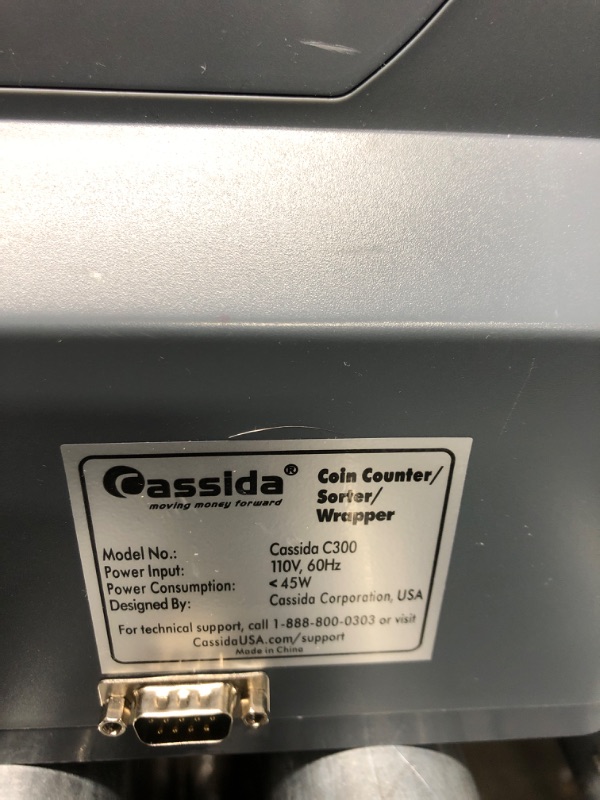 Cassida®
moving money forward
Coin Counter/
Sorter/
Wrapper
Model No.: Cassida C300
Power Input: 110V, 60Hz
Power Consumption: < 45W
Designed By: Cassida Corporation, USA
For technical support, call 1-888-800-0303 or visit
CassidaUSA.com/support
Made in China